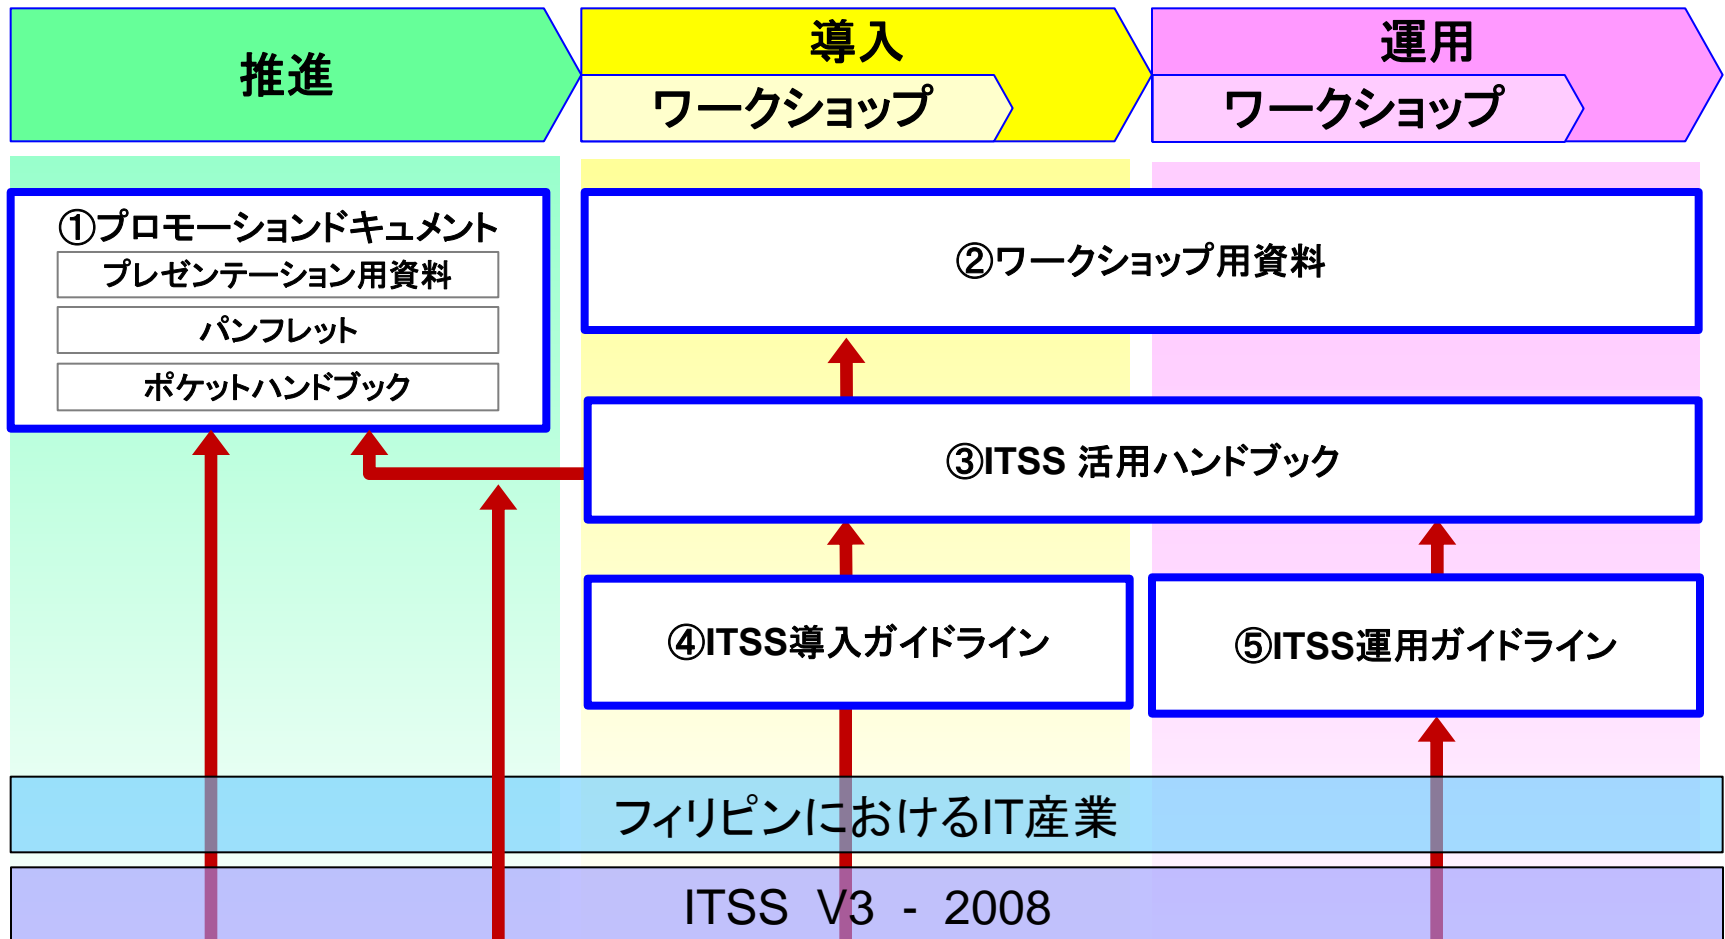 推進
導入
ワークショップ
運用
ワークショップ
①プロモーションドキュメント
プレゼンテーション用資料
パンフレット
ポケットハンドブック
②ワークショップ用資料
③ITSS 活用ハンドブック
④ITSS導入ガイドライン
⑤ITSS運用ガイドライン
フィリピンにおけるIT産業
ITSS V3 - 2008